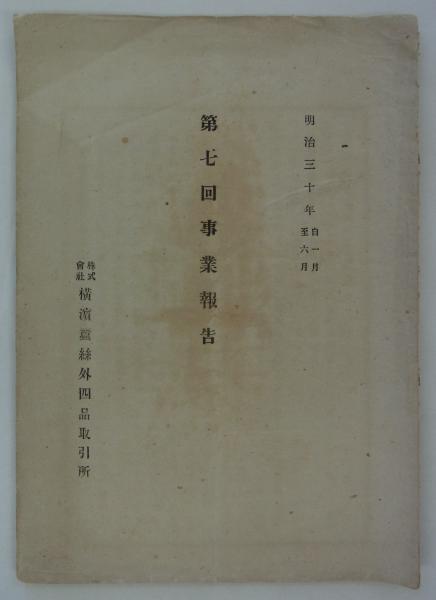 明治三十年自一月至六月
第七回事業報告
株式會社横濱蠶絲外四品取引所